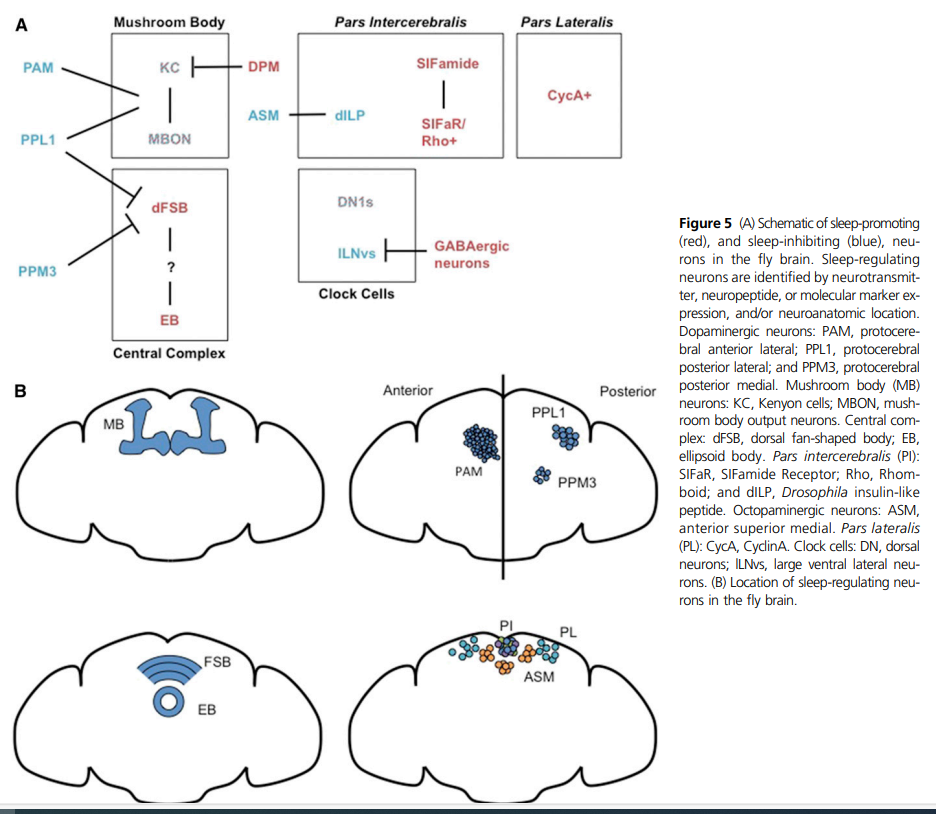 A
Mushroom Body
Pars Intercerebralis
Pars Lateralis
PAM
KC
DPM
SIFamide
CycA+
ASM
dILP
PPL1
MBON
SIFaR/
Rho+
dFSB
DN1s
?
lLNvs
GABAergic
neurons
PPM3
EB
Clock Cells
Central Complex
Figure 5 (A) Schematic of sleep-promoting
(red), and sleep-inhibiting (blue), neu-
rons in the fly brain. Sleep-regulating
neurons are identified by neurotransmit-
ter, neuropeptide, or molecular marker ex-
pression, and/or neuroanatomic location.
Dopaminergic neurons: PAM, protocere-
bral anterior lateral; PPL1, protocerebral
posterior lateral; and PPM3, protocerebral
posterior medial. Mushroom body (MB)
neurons: KC, Kenyon cells; MBON, mush-
room body output neurons. Central com-
plex: dFSB, dorsal fan-shaped body; EB,
ellipsoid body. Pars intercerebralis (PI):
SIFaR, SIFamide Receptor; Rho, Rhom-
boid; and dILP, Drosophila insulin-like
peptide. Octopaminergic neurons: ASM,
anterior superior medial. Pars lateralis
(PL): CycA, CyclinA. Clock cells: DN, dorsal
neurons; lLNvs, large ventral lateral neu-
rons. (B) Location of sleep-regulating neu-
rons in the fly brain.
B
MB
Anterior
Posterior
PPL1
PAM
PPM3
FSB
EB
PI
PL
ASM